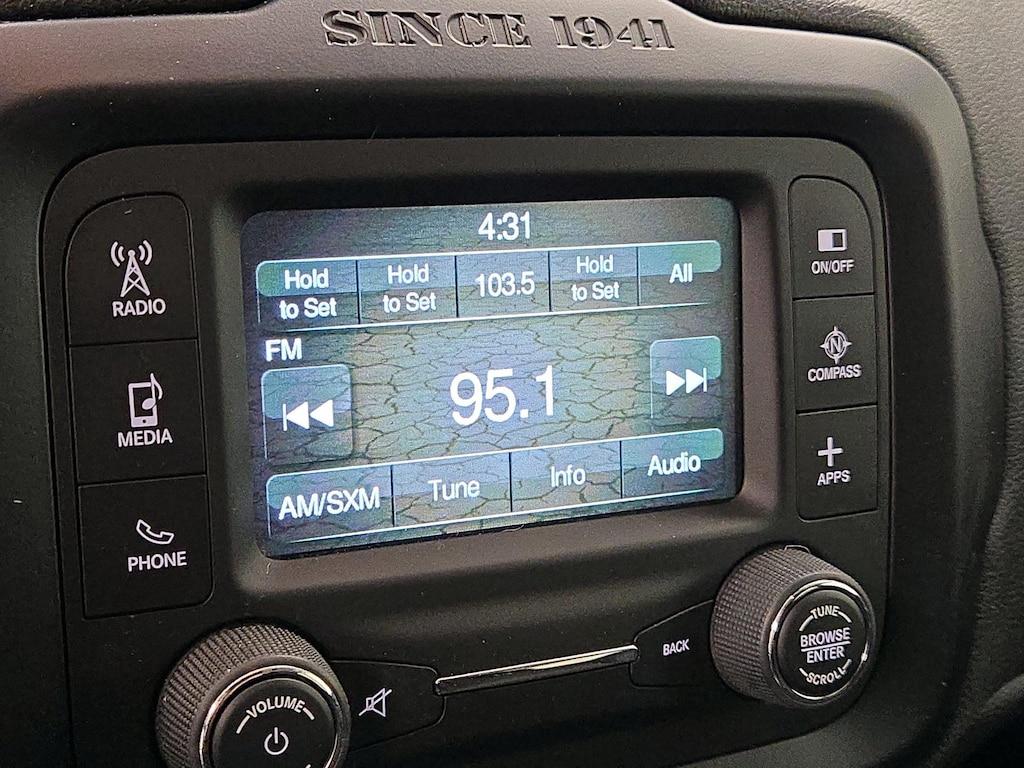 SINCE 1941
4:31
Hold to Set
Hold to Set
103.5
Hold to Set
All
FM
95.1
AM/SXM
Tune
Info
Audio
RADIO
MEDIA
PHONE
ON/OFF
N
COMPASS
APPS
VOLUME
BACK
TUNE
BROWSE
ENTER
SCROLL